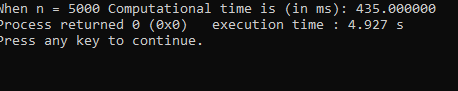 When n = 5000 Computational time is (in ms): 435.000000
Process returned 0 (0x0)   execution time : 4.927 s
Press any key to continue.